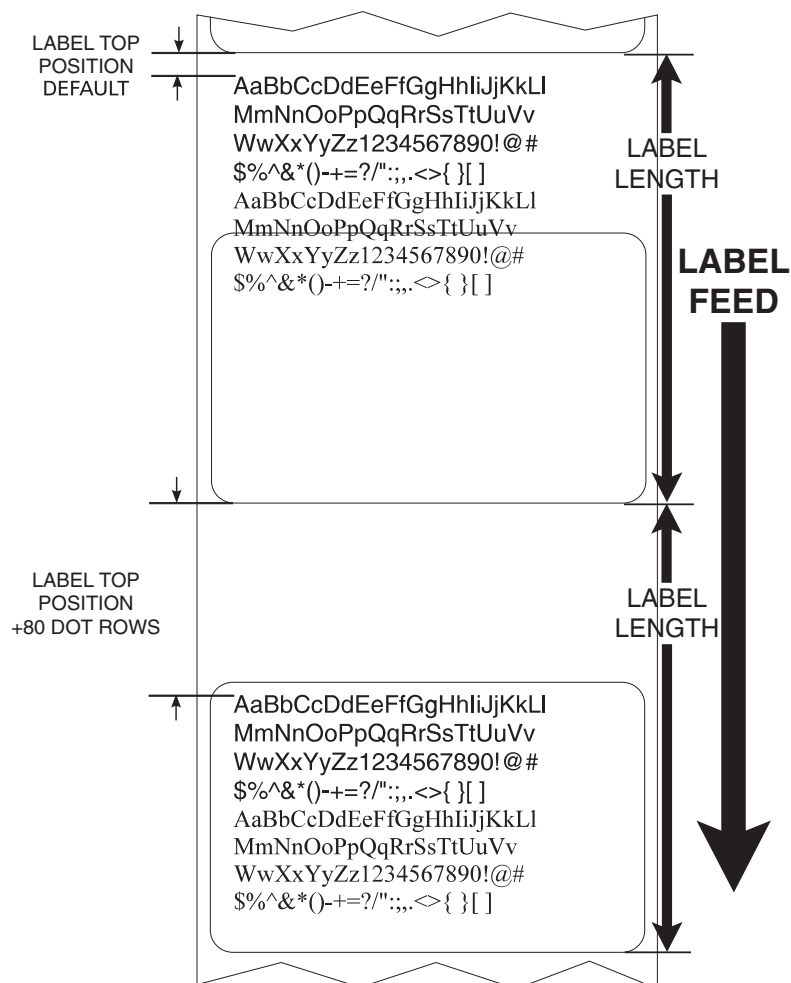 LABEL TOP
POSITION
DEFAULT
AaBbCcDdEeFfGgHhIiJjKkLl
MmNnOoPpQqRrSsTtUuVv
WwXxYyZz1234567890!@#
$%^&*()-+=?/":;,.<>{ }[ ]
AaBbCcDdEeFfGgHhIiJjKkLl
MmNnOoPpQqRrSsTtUuVv
WwXxYyZz1234567890!@#
$%^&*()-+=?/":;,.<>{ }[ ]
LABEL
LENGTH
LABEL
FEED
LABEL TOP
POSITION
+80 DOT ROWS
LABEL
LENGTH
AaBbCcDdEeFfGgHhIiJjKkLl
MmNnOoPpQqRrSsTtUuVv
WwXxYyZz1234567890!@#
$%^&*()-+=?/":;,.<>{ }[ ]
AaBbCcDdEeFfGgHhIiJjKkLl
MmNnOoPpQqRrSsTtUuVv
WwXxYyZz1234567890!@#
$%^&*()-+=?/":;,.<>{ }[ ]